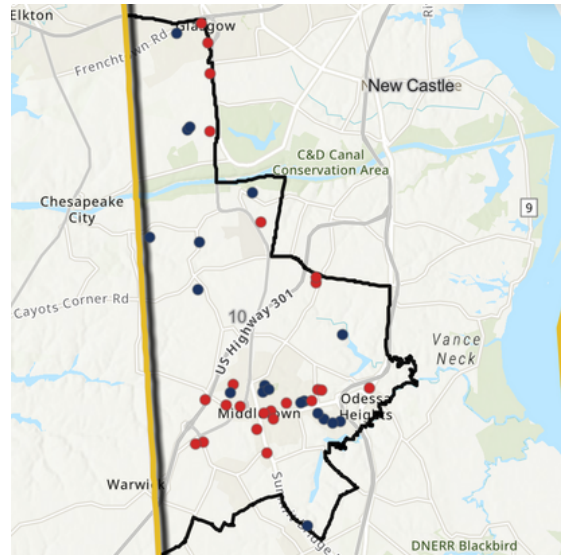 Elkton
Glasgow
Frenchtown Rd
New Castle
C&D Canal
Conservation Area
Chesapeake
City
9
Cayots Corner Rd
10
US Highway 301
Vance
Neck
Middletown
Odessa
Heights
Warwick
DNERR Blackbird